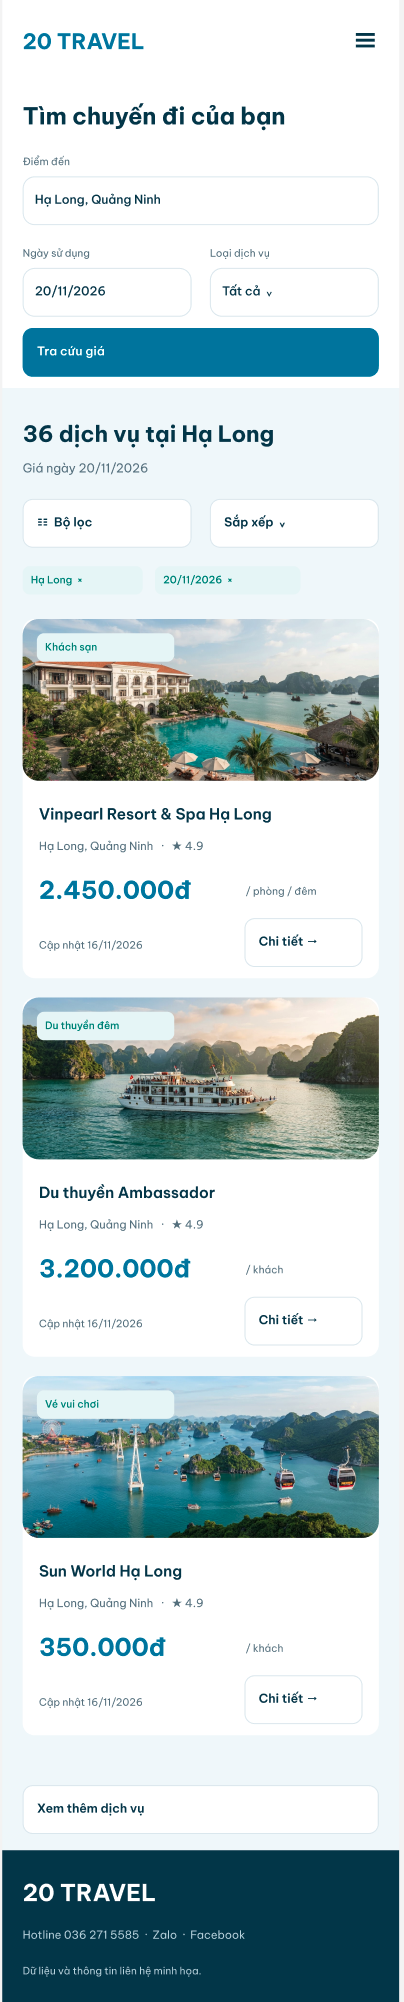 20 TRAVEL
Tìm chuyến đi của bạn
Điểm đến
Hạ Long, Quảng Ninh
Ngày sử dụng
Loại dịch vụ
20/11/2026
Tất cả ˅
Tra cứu giá
36 dịch vụ tại Hạ Long
Giá ngày 20/11/2026
Bộ lọc
Sắp xếp ˅
Hạ Long ×
20/11/2026 ×
Khách sạn
Vinpearl Resort & Spa Hạ Long
Hạ Long, Quảng Ninh · ★ 4.9
2.450.000đ
/ phòng / đêm
Cập nhật 16/11/2026
Chi tiết →
Du thuyền đêm
Du thuyền Ambassador
Hạ Long, Quảng Ninh · ★ 4.9
3.200.000đ
/ khách
Cập nhật 16/11/2026
Chi tiết →
Vé vui chơi
Sun World Hạ Long
Hạ Long, Quảng Ninh · ★ 4.9
350.000đ
/ khách
Cập nhật 16/11/2026
Chi tiết →
Xem thêm dịch vụ
20 TRAVEL
Hotline 036 271 5585 · Zalo · Facebook
Dữ liệu và thông tin liên hệ minh họa.